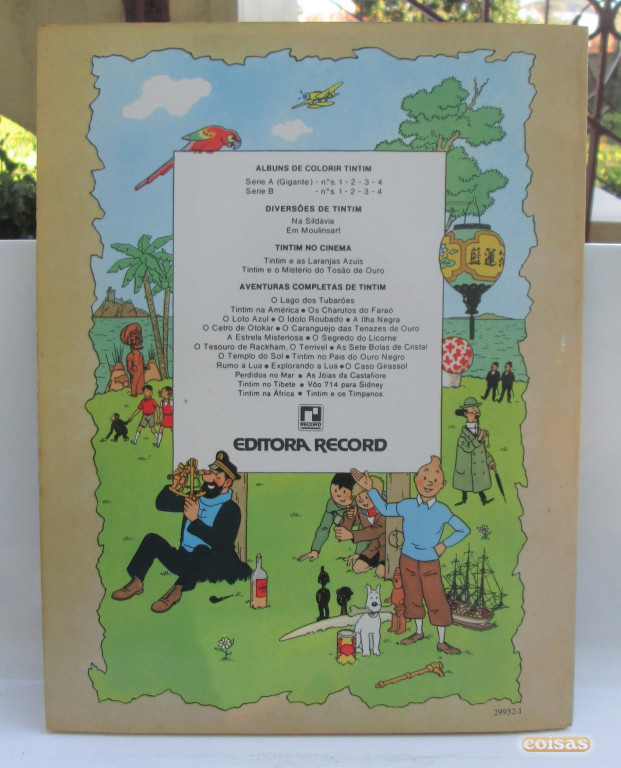 ÁLBUNS DE COLORIR TINTIM
Série A (Gigante) - n.ºs 1 - 2 - 3 - 4
Série B - n.ºs 1 - 2 - 3 - 4
DIVERSÕES DE TINTIM
Na Sildávia
Em Moulinsart
TINTIM NO CINEMA
Tintim e as Laranjas Azuis
Tintim e o Mistério do Tosão de Ouro
AVENTURAS COMPLETAS DE TINTIM
O Lago dos Tubarões
Tintim na América ● Os Charutos do Faraó
O Loto Azul ● O Ídolo Roubado ● A Ilha Negra
O Cetro de Otokar ● O Caranguejo das Tenazes de Ouro
A Estrela Misteriosa ● O Segredo do Licorne
O Tesouro de Rackham, O Terrível ● As Sete Bolas de Cristal
O Templo do Sol ● Tintim no País do Ouro Negro
Rumo a Lua ● Explorando a Lua ● O Caso Girassol
Perdidos no Mar ● As Jóias da Castafiore
Tintim no Tibete ● Vôo 714 para Sidney
Tintim na África ● Tintim e os Tímpanos
RECORD
EDITORA RECORD
29932-1
coisas